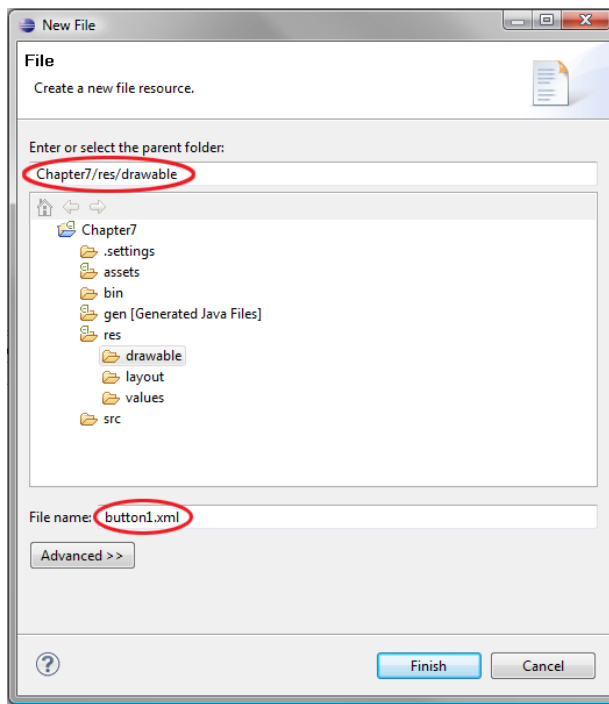 New File
File
Create a new file resource.
Enter or select the parent folder:
Chapter7/res/drawable
Chapter7
.settings
assets
bin
gen [Generated Java Files]
res
drawable
layout
values
src
File name: button1.xml
Advanced >>
? Finish Cancel